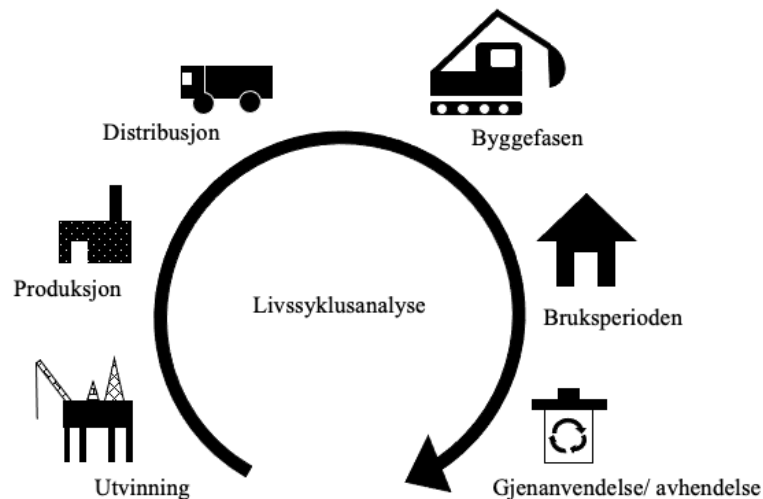 Distribusjon
Byggefasen
Produksjon
Livssyklusanalyse
Bruksperioden
Utvinning
Gjenanvendelse/ avhendelse